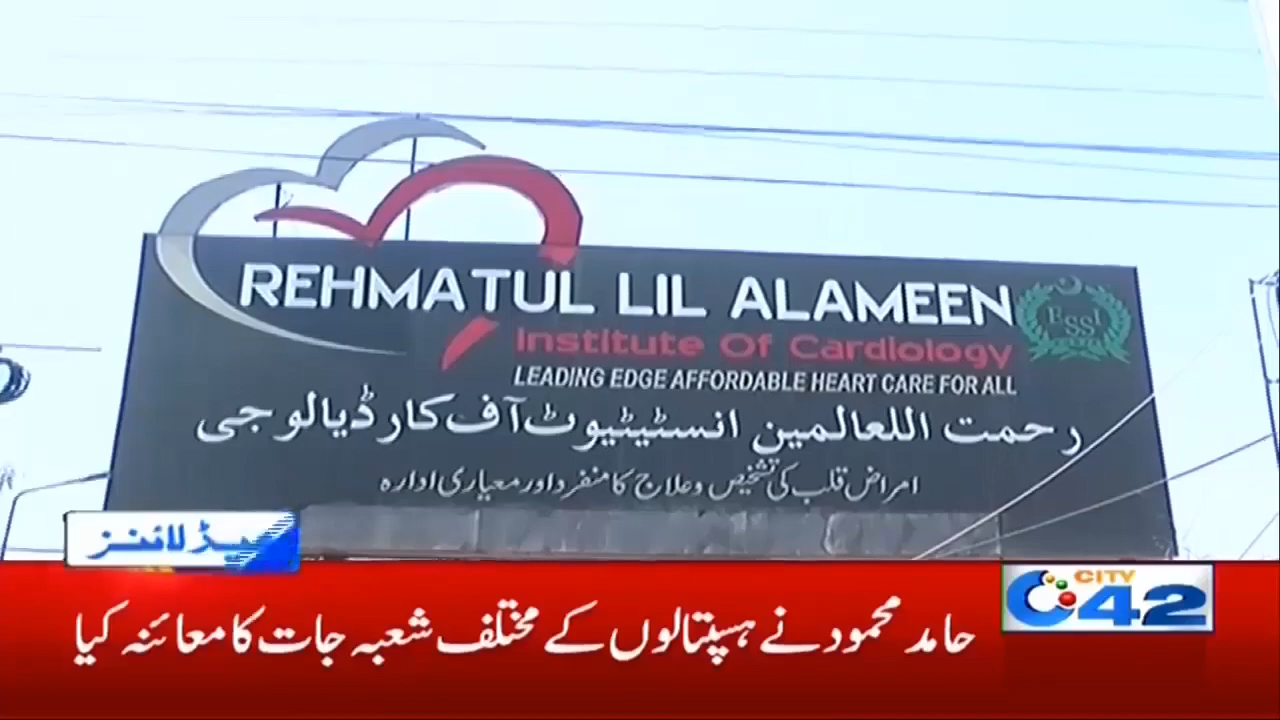 REHMATUL LIL ALAMEEN
Institute Of Cardiology
LEADING EDGE AFFORDABLE HEART CARE FOR ALL
ESSI
رحمت اللعالمین انسٹیٹیوٹ آف کارڈیالوجی
امراض قلب کی تشخیص و علاج کا منفرد اور معیاری ادارہ
ہیڈلائنز
CITY
42
حامد محمود نے ہسپتالوں کے مختلف شعبہ جات کا معائنہ کیا